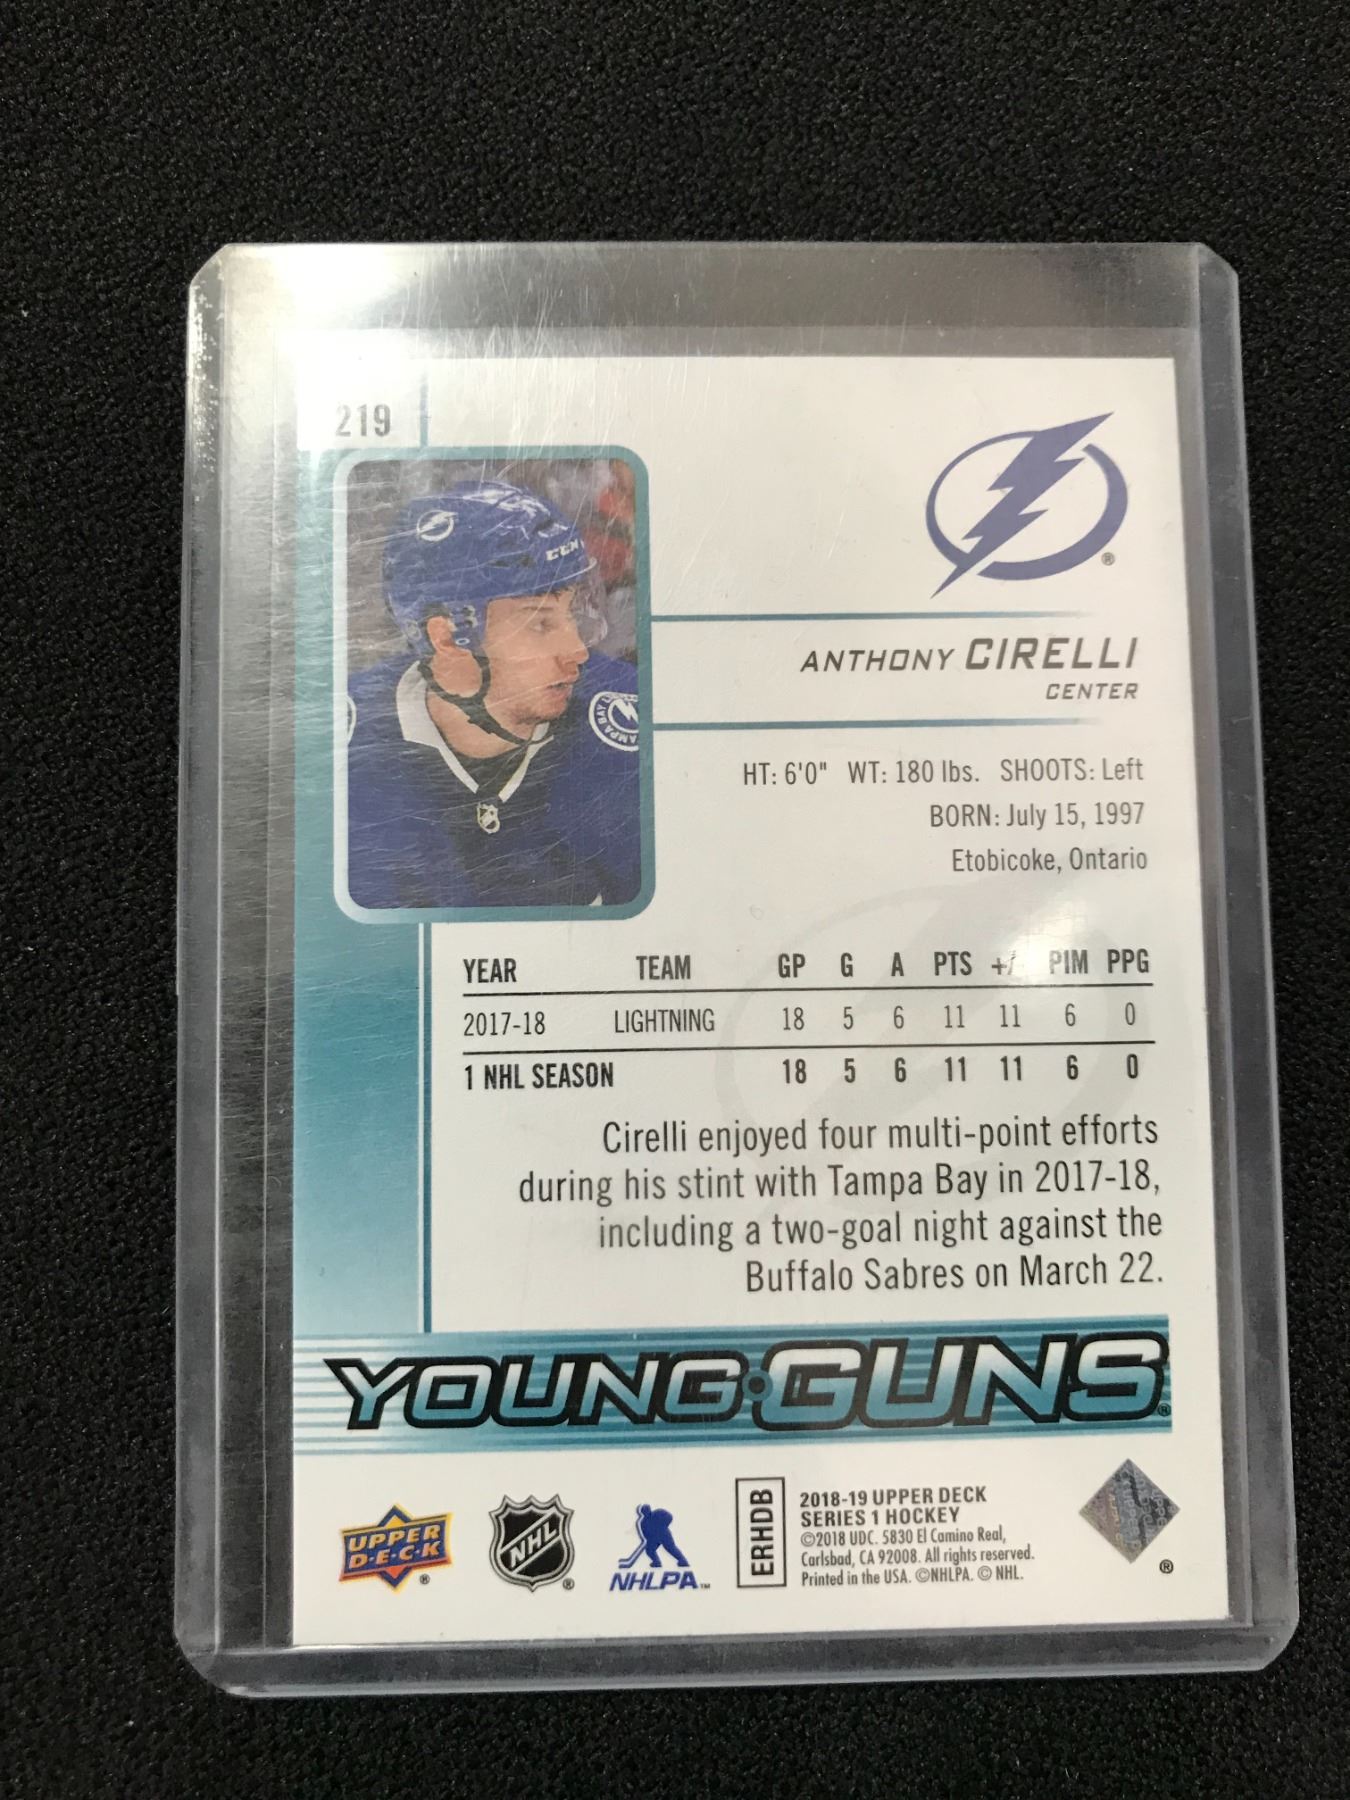 219
CCM
TAMPA BAY
ANTHONY CIRELLI
CENTER
HT: 6'0" WT: 180 lbs. SHOOTS: Left
BORN: July 15, 1997
Etobicoke, Ontario
YEAR TEAM GP G A PTS +/- PIM PPG
2017-18 LIGHTNING 18 5 6 11 11 6 0
1 NHL SEASON 18 5 6 11 11 6 0
Cirelli enjoyed four multi-point efforts
during his stint with Tampa Bay in 2017-18,
including a two-goal night against the
Buffalo Sabres on March 22.
YOUNG•GUNS®
UPPER
D•E•C•K®
NHL®
NHLPA™
ERHDB
2018-19 UPPER DECK
SERIES 1 HOCKEY
©2018 UDC. 5830 El Camino Real,
Carlsbad, CA 92008. All rights reserved.
Printed in the USA. ©NHLPA. © NHL.
®